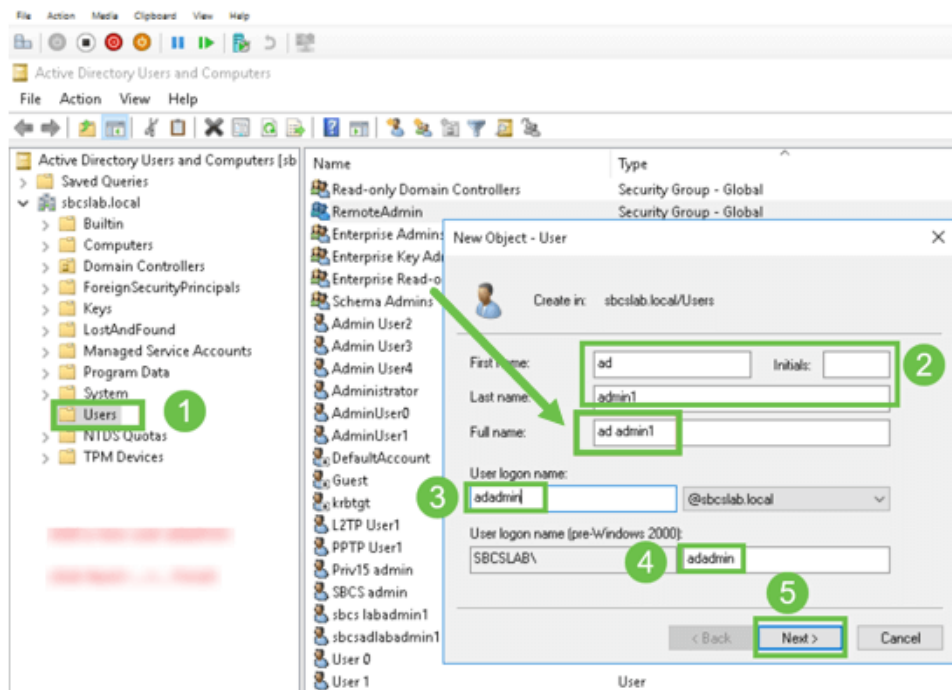 File Action Media Clipboard View Help
Active Directory Users and Computers
File Action View Help
Active Directory Users and Computers [sb
Saved Queries
sbcslab.local
Builtin
Computers
Domain Controllers
ForeignSecurityPrincipals
Keys
LostAndFound
Managed Service Accounts
Program Data
System
Users
1
NTDS Quotas
TPM Devices
Name Type
Read-only Domain Controllers Security Group - Global
RemoteAdmin Security Group - Global
Enterprise Admins
Enterprise Key Ad
Enterprise Read-o
Schema Admins
Admin User2
Admin User3
Admin User4
Administrator
AdminUser0
AdminUser1
DefaultAccount
Guest
krbtgt
L2TP User1
PPTP User1
Priv15 admin
SBCS admin
sbcs labadmin1
sbcsadlabadmin1
User 0
User 1 User
New Object - User
Create in: sbcslab.local/Users
First name: ad Initials: 2
Last name: admin1
Full name: ad admin1
User logon name:
3 adadmin @sbcslab.local
User logon name (pre-Windows 2000):
SBCSLAB\ 4 adadmin
5
< Back Next > Cancel